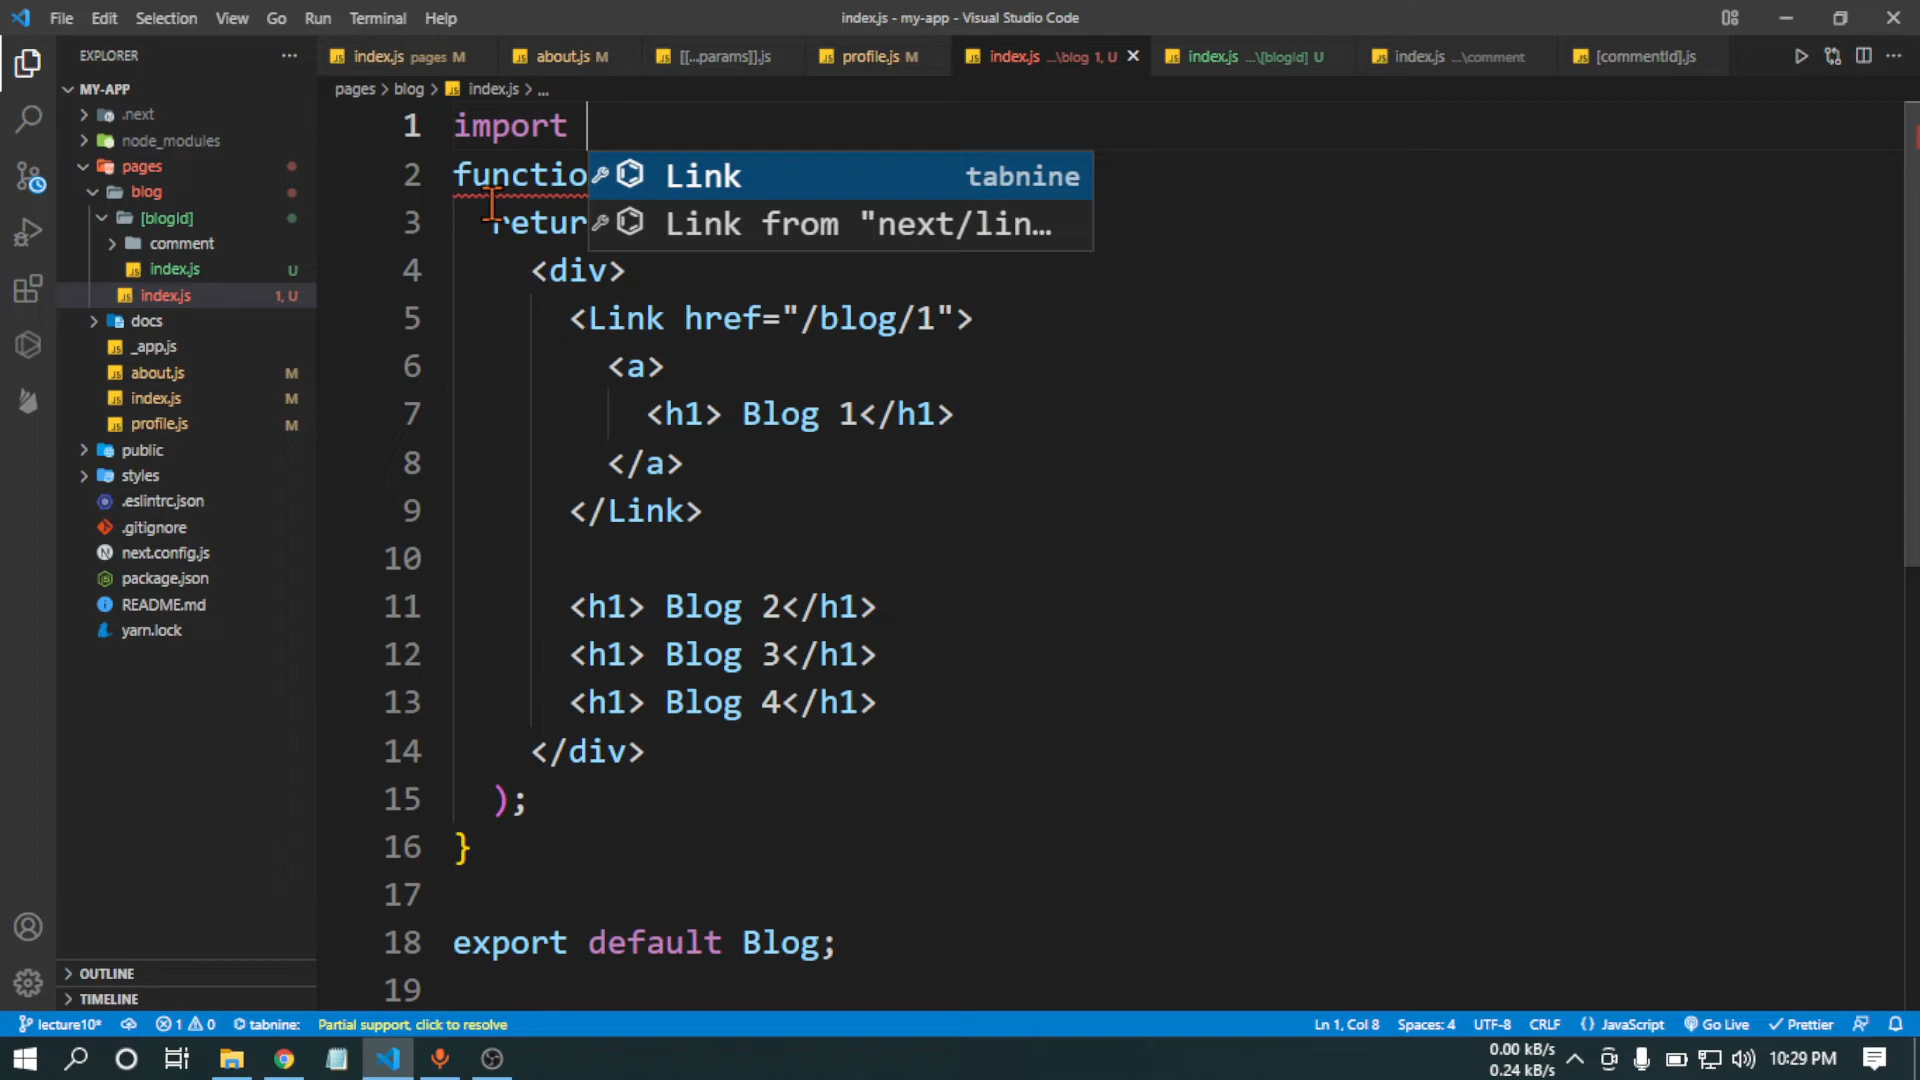 File Edit Selection View Go Run Terminal Help
index.js - my-app - Visual Studio Code
EXPLORER
index.js pages M
about.js M
[[...params]].js
profile.js M
index.js ...\blog 1, U
index.js ...\[blogId] U
index.js ...\comment
[commentId].js
MY-APP
pages > blog > index.js > ...
.next
node_modules
pages
blog
[blogId]
comment
index.js U
index.js 1, U
docs
_app.js
about.js M
index.js M
profile.js M
public
styles
.eslintrc.json
.gitignore
next.config.js
package.json
README.md
yarn.lock
OUTLINE
TIMELINE
1 import
2 functio
Link tabnine
3 retur
Link from "next/lin...
4 <div>
5 <Link href="/blog/1">
6 <a>
7 <h1> Blog 1</h1>
8 </a>
9 </Link>
10
11 <h1> Blog 2</h1>
12 <h1> Blog 3</h1>
13 <h1> Blog 4</h1>
14 </div>
15 );
16 }
17
18 export default Blog;
19
lecture10* 1 0 tabnine: Partial support, click to resolve
Ln 1, Col 8 Spaces: 4 UTF-8 CRLF {} JavaScript Go Live Prettier
0.00 kB/s
0.24 kB/s
10:29 PM